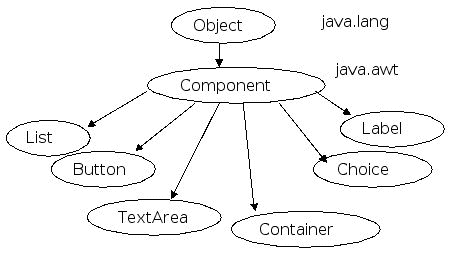 Object
java.lang
java.awt
Component
List
Label
Button
Choice
TextArea
Container